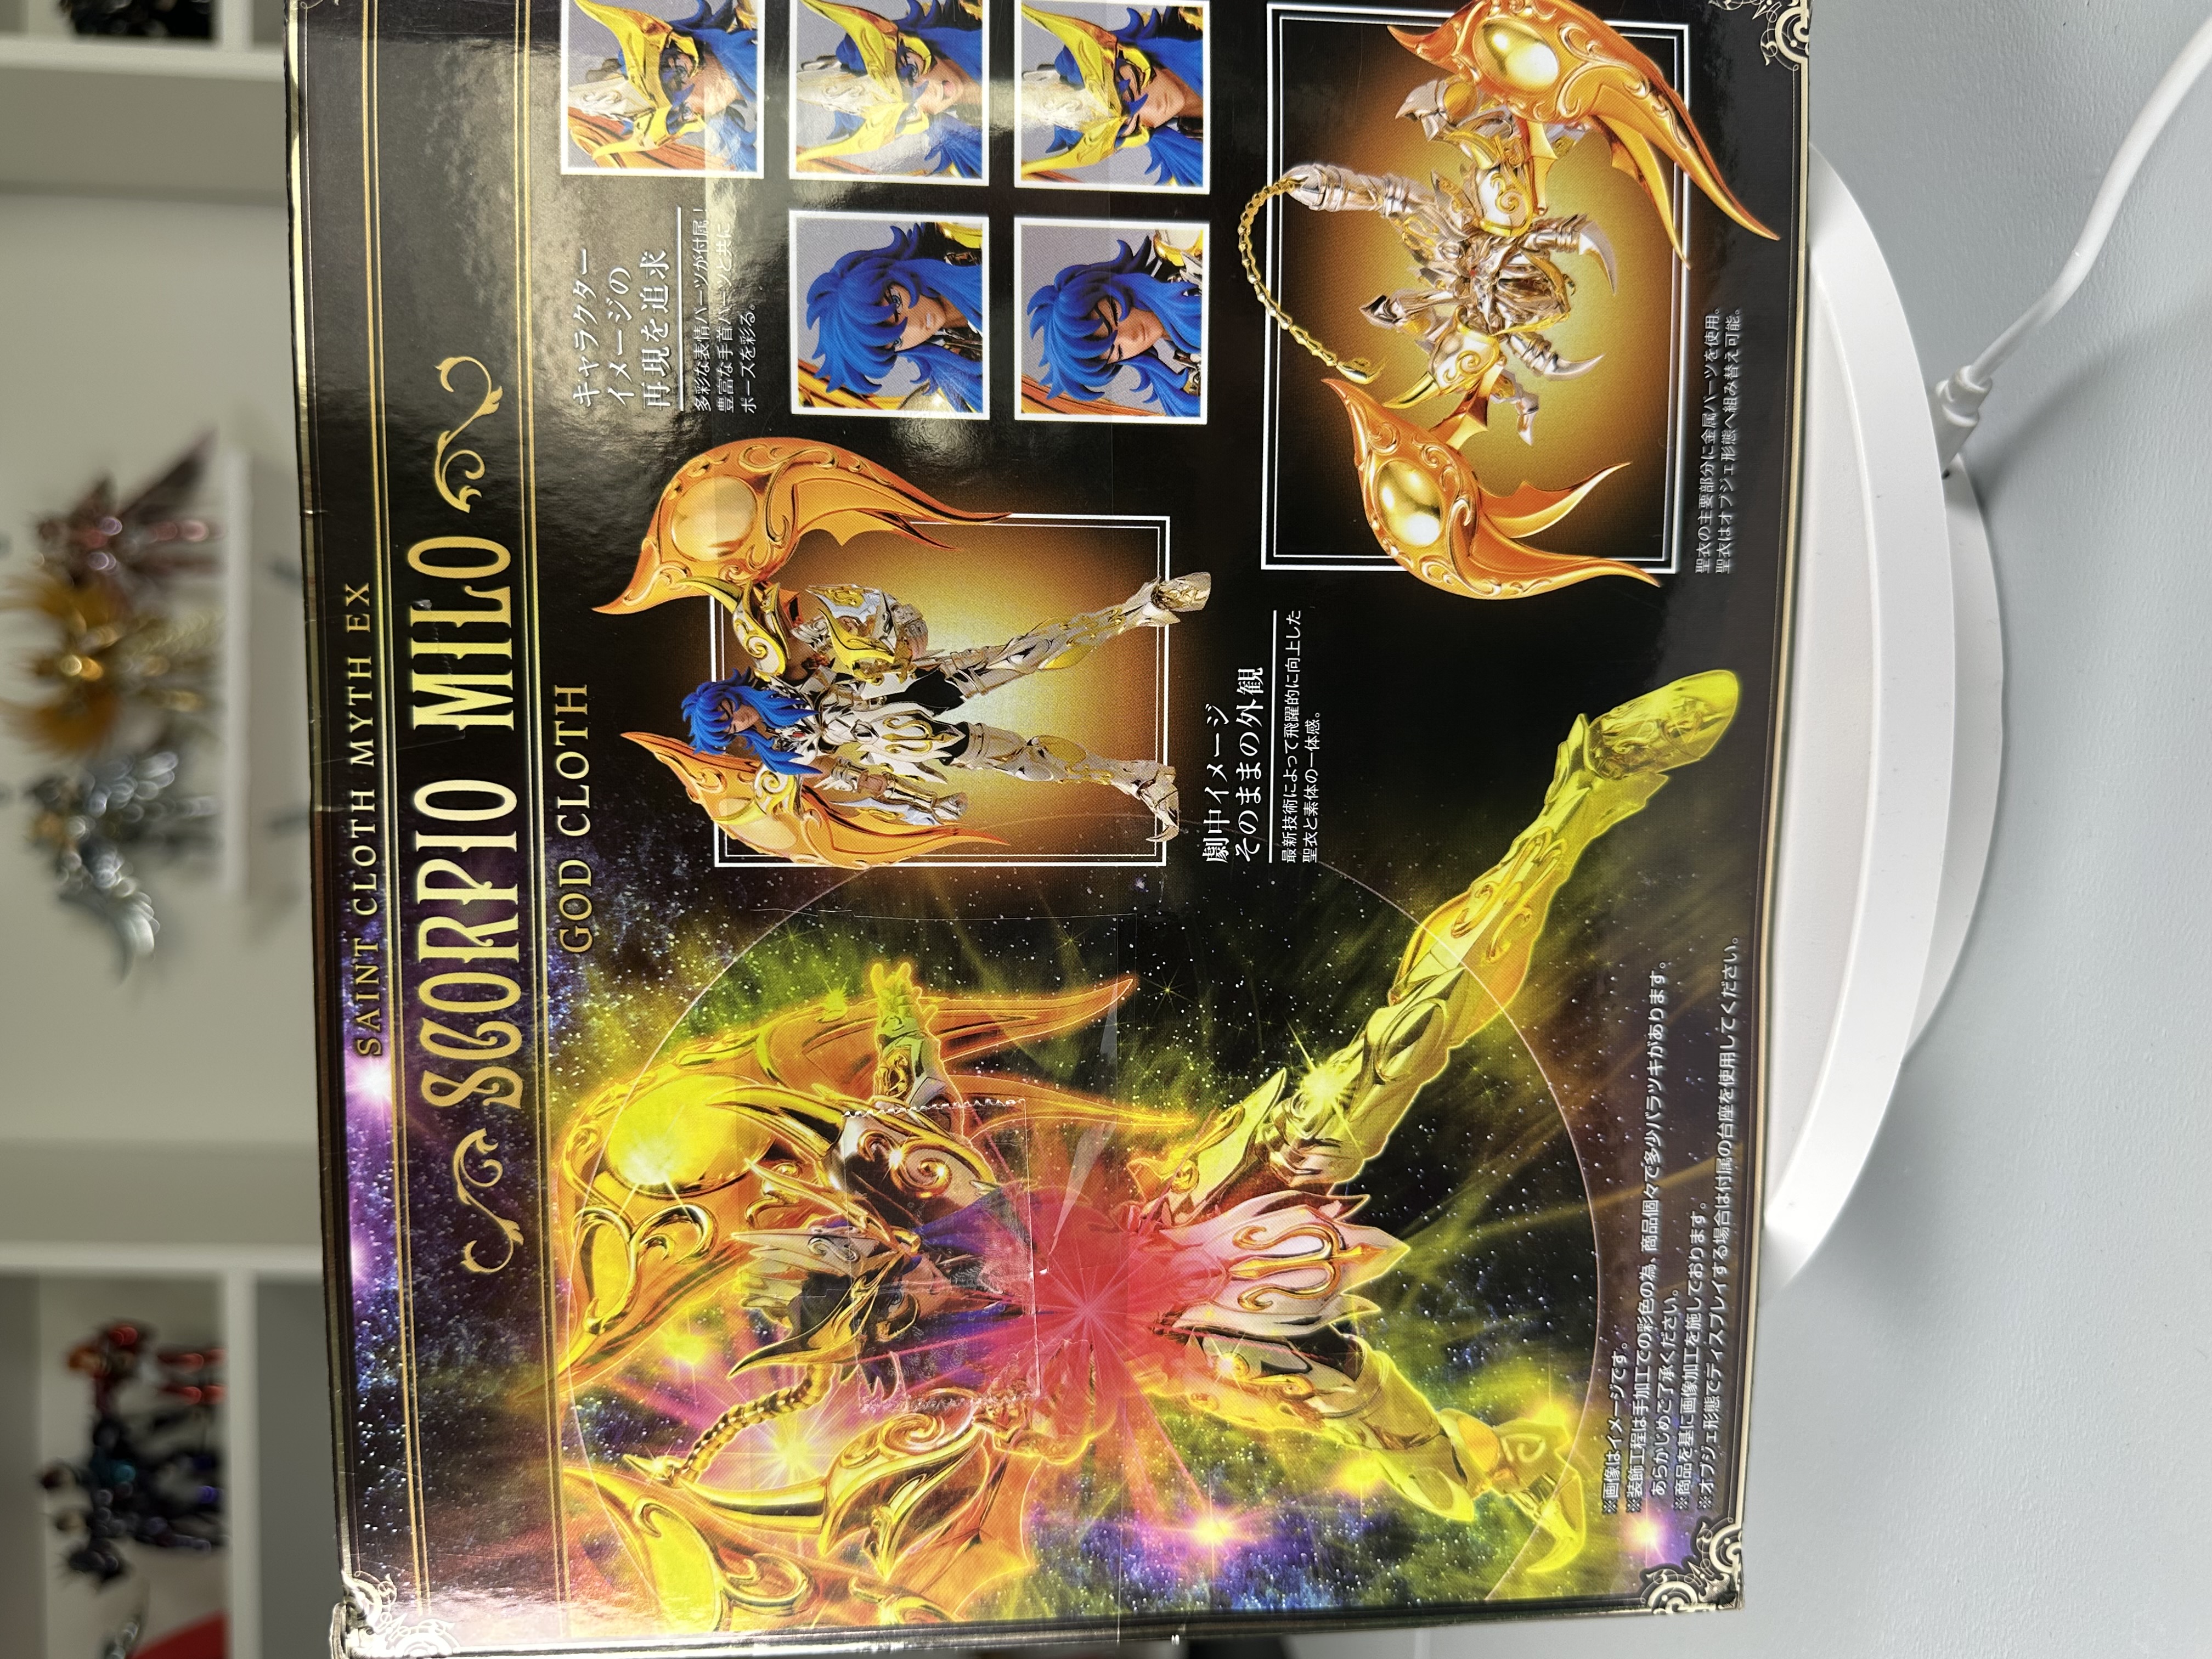 SAINT CLOTH MYTH EX
SCORPIO MILO
GOD CLOTH
キャラクター
イメージの
再現を追求
多彩な表情パーツが付属!
豊富な手首パーツと共に
ポーズを彩る。
劇中イメージ
そのままの外観
最新技術によって飛躍的に向上した
聖衣と素体の一体感。
※画像はイメージです。
※装飾工程は手加工での彩色の為、商品個々で多少バラツキがあります。
あらかじめご了承ください。
※商品を基に画像加工を施しております。
※オブジェ形態でディスプレイする場合は付属の台座を使用してください。
聖衣の主要部分に金属パーツを使用。
聖衣はオブジェ形態へ組み替え可能。